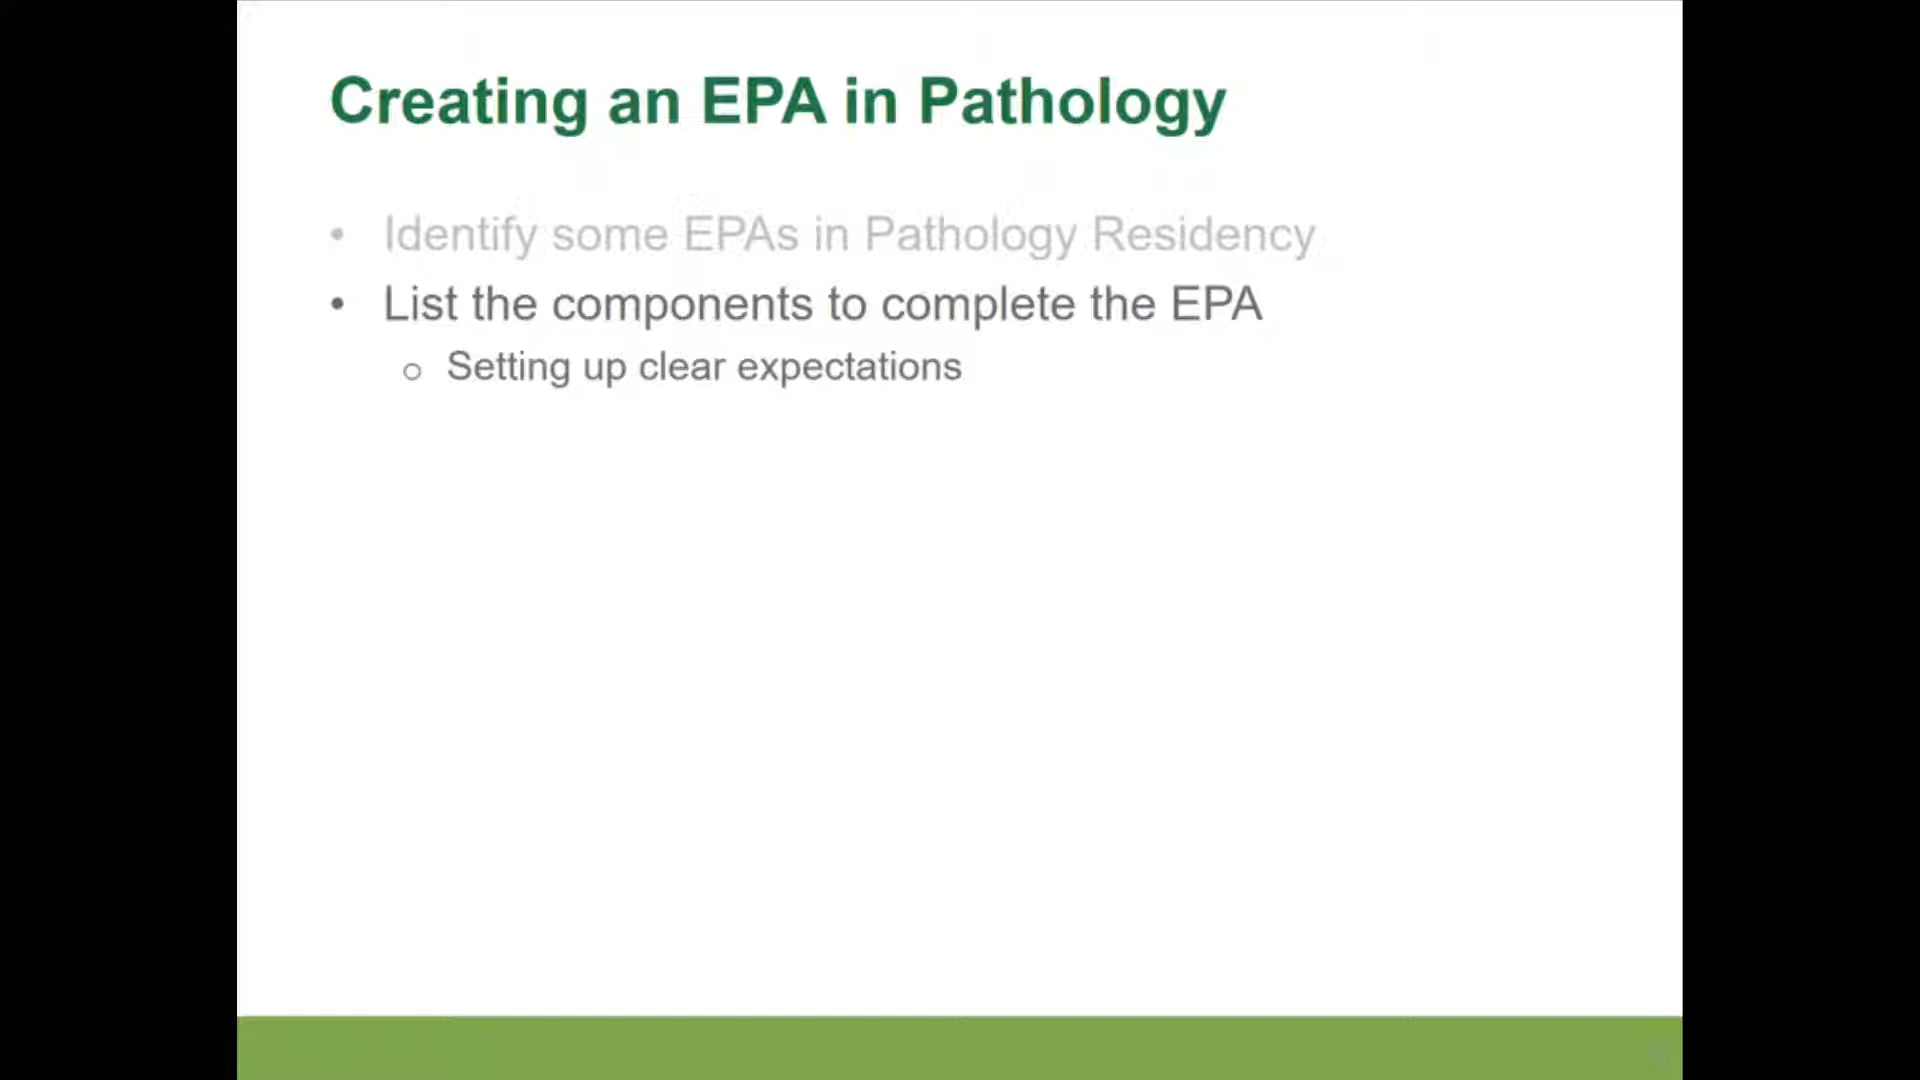 Creating an EPA in Pathology
• Identify some EPAs in Pathology Residency
• List the components to complete the EPA
o Setting up clear expectations